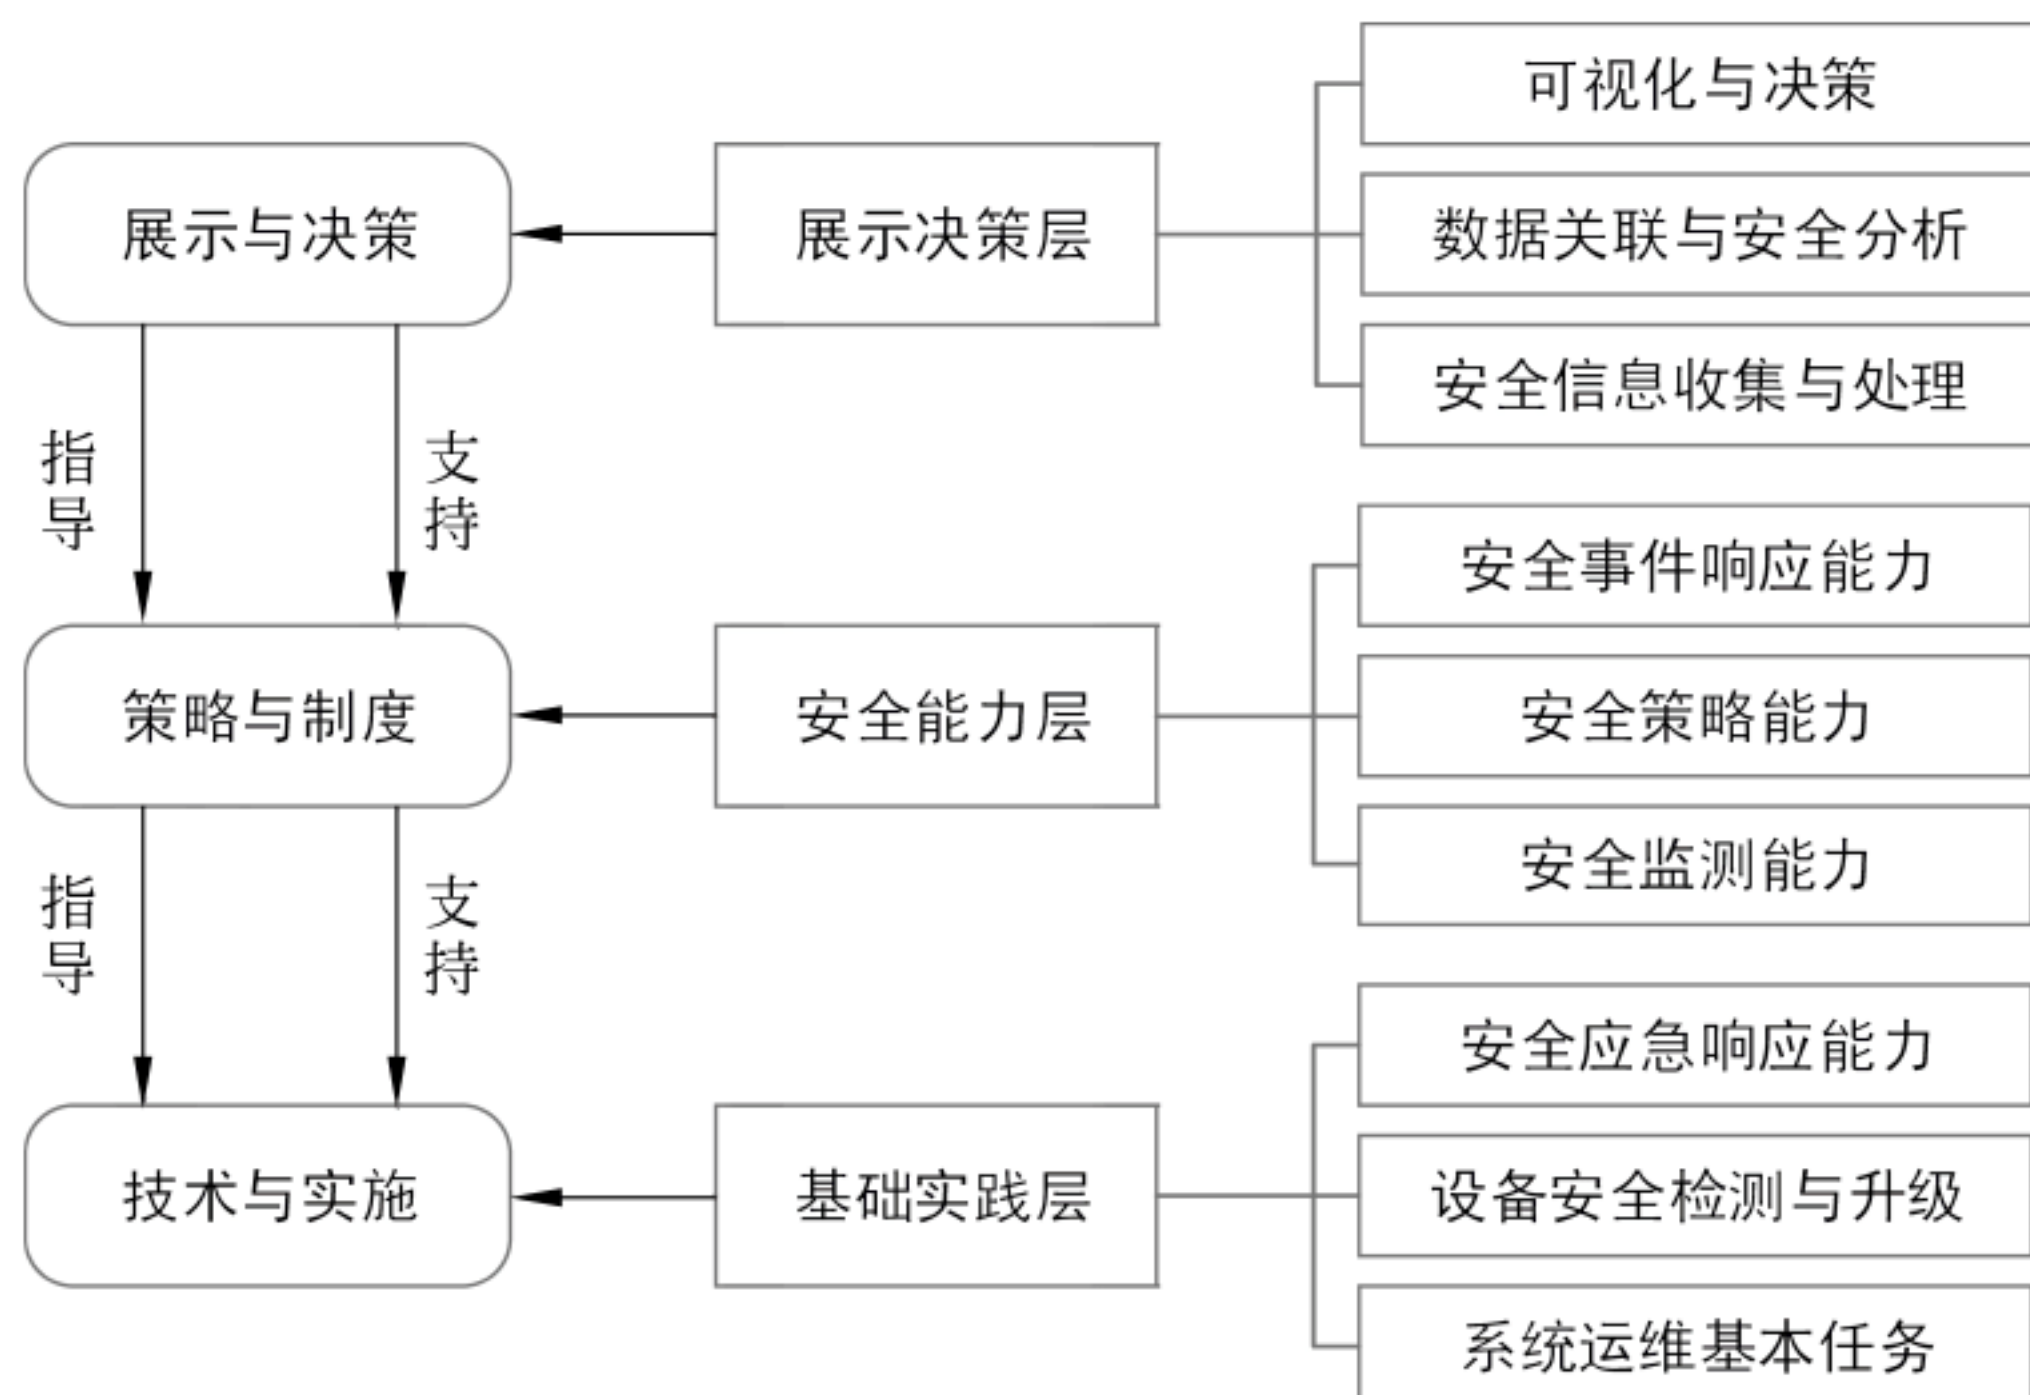 可视化与决策
展示与决策
展示决策层
数据关联与安全分析
安全信息收集与处理
指导
支持
安全事件响应能力
策略与制度
安全能力层
安全策略能力
安全监测能力
指导
支持
安全应急响应能力
技术与实施
基础实践层
设备安全检测与升级
系统运维基本任务